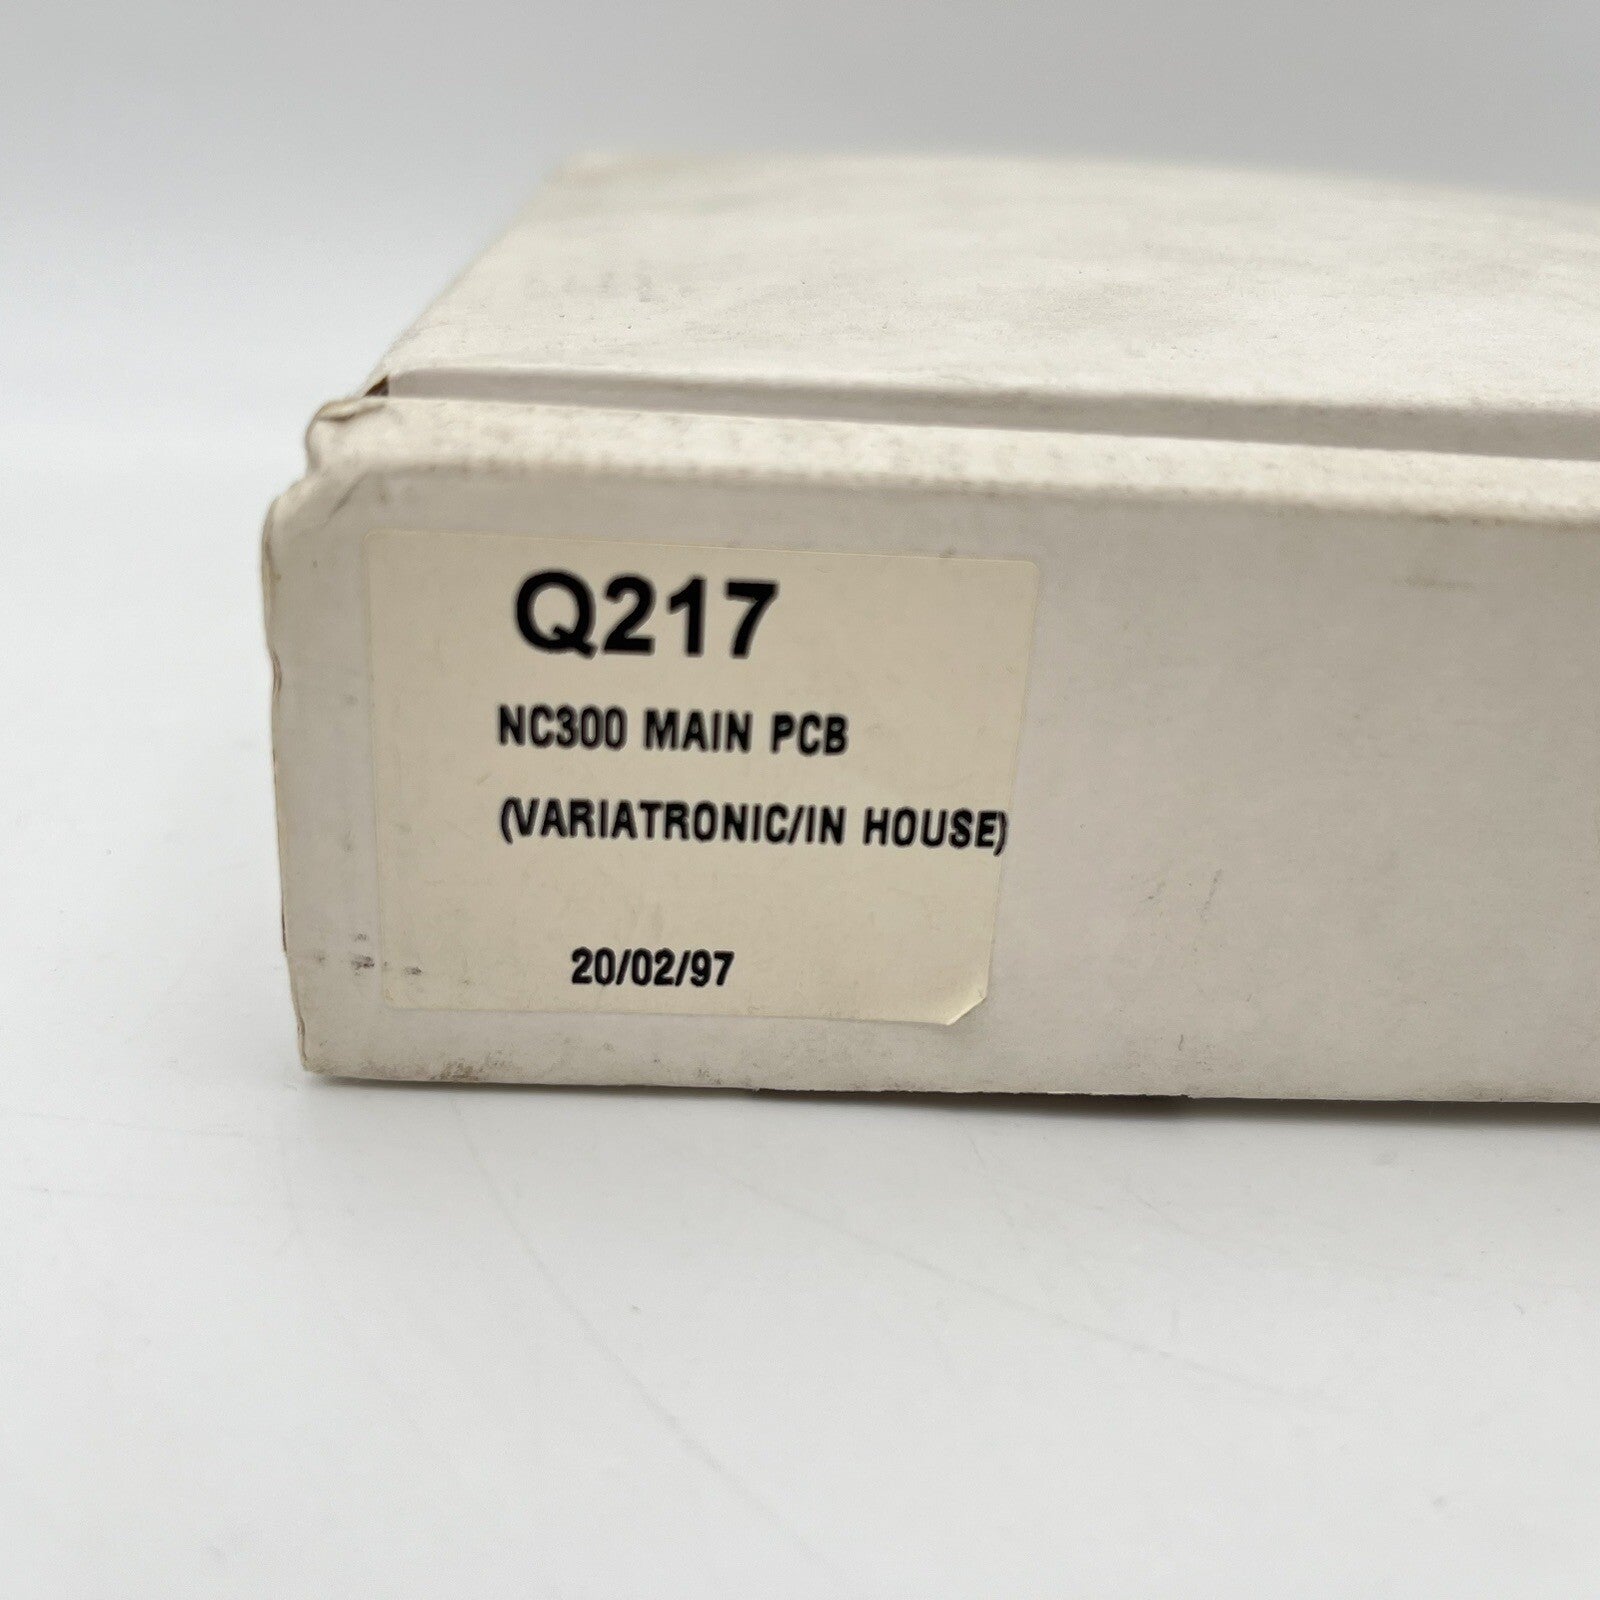 Q217
NC300 MAIN PCB
(VARIATRONIC/IN HOUSE)
20/02/97